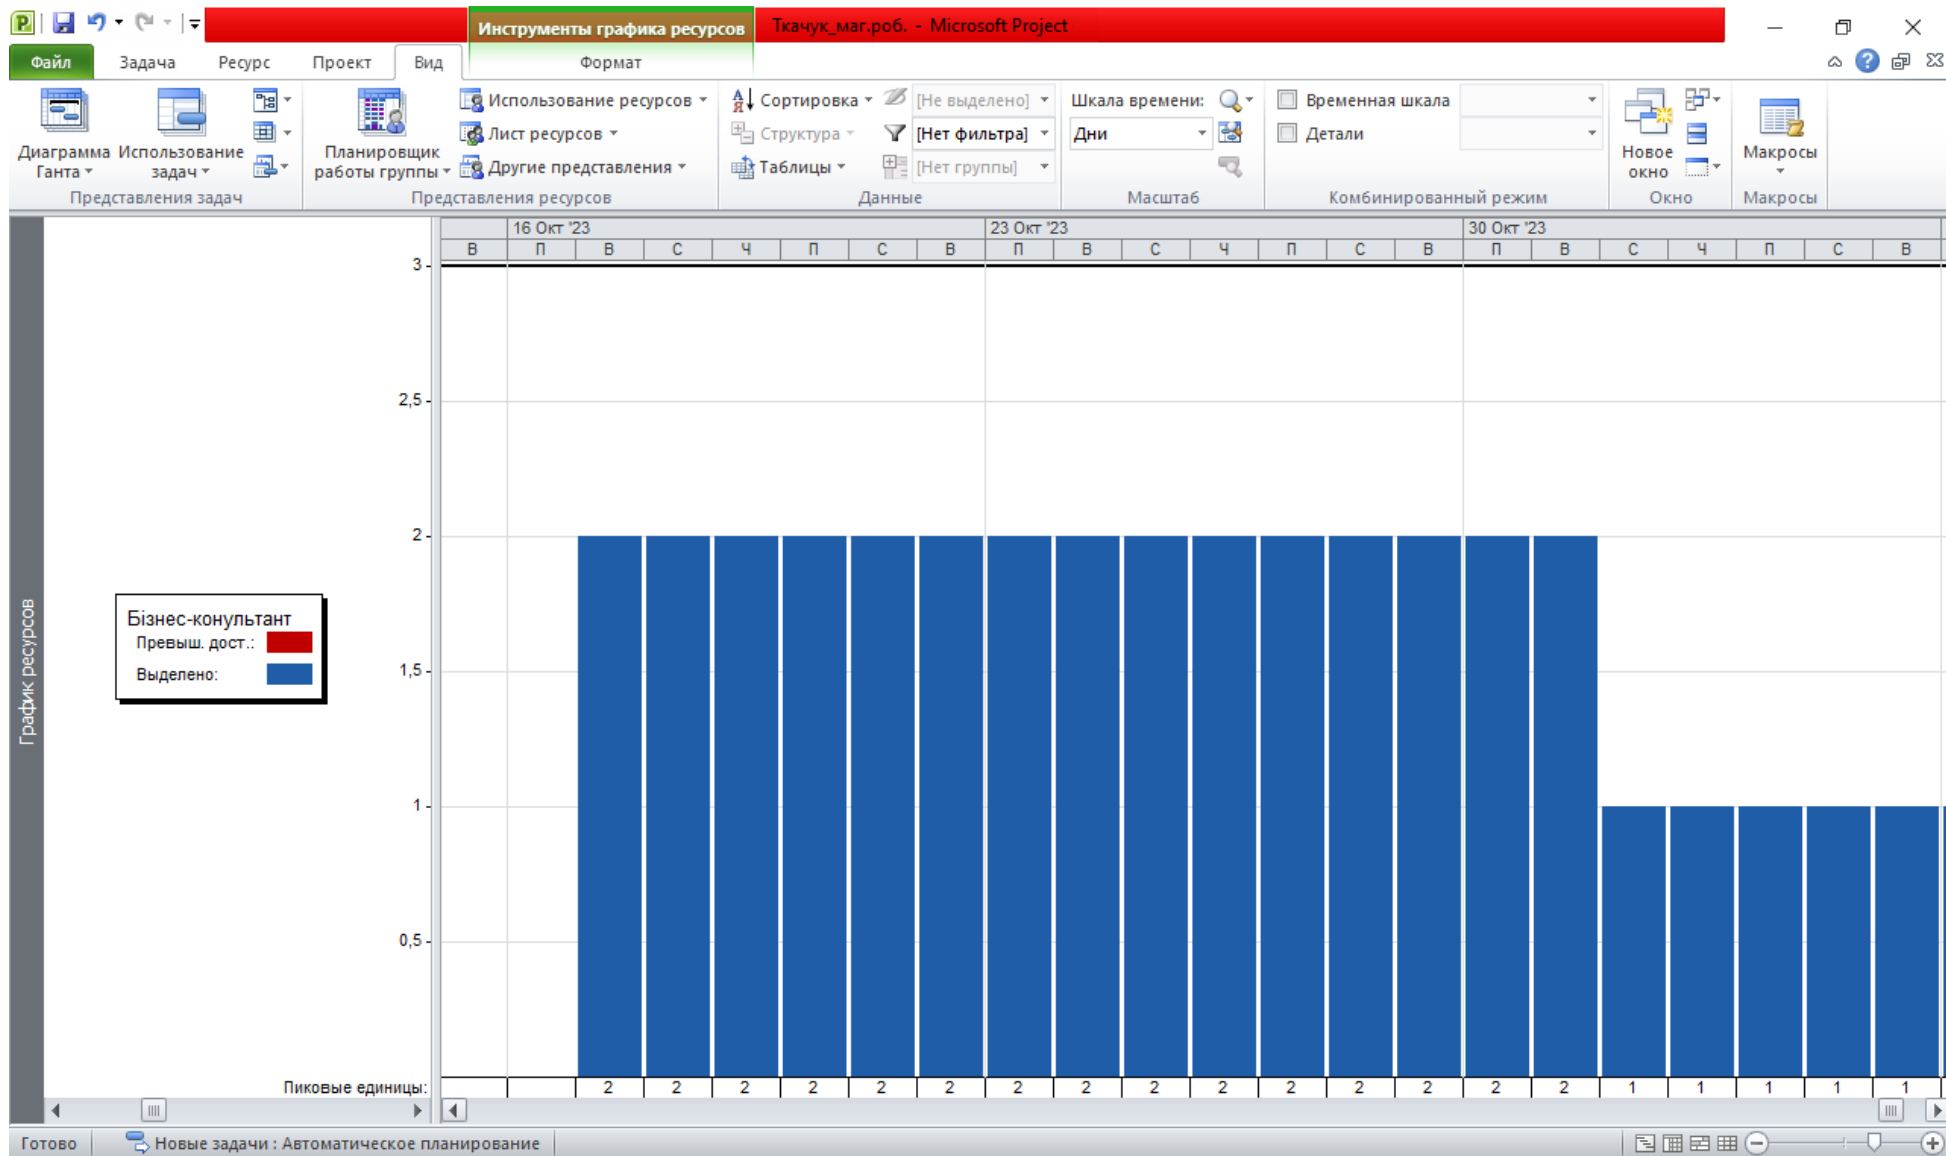 Инструменты графика ресурсов
Ткачук_маг.роб. - Microsoft Project
Файл Задача Ресурс Проект Вид Формат
Использование ресурсов
Сортировка [Не выделено]
Шкала времени:
Временная шкала
Лист ресурсов
Структура [Нет фильтра]
Дни
Детали
Диаграмма Ганта
Использование задач
Планировщик работы группы
Другие представления
Таблицы [Нет группы]
Новое окно
Макросы
Представления задач Представления ресурсов Данные Масштаб Комбинированный режим Окно Макросы
16 Окт '23 23 Окт '23 30 Окт '23
В П В С Ч П С В П В С Ч П С В П В С Ч П С В
3
2,5
2
1,5
1
0,5
График ресурсов
Бізнес-конультант
Превыш. дост.:
Выделено:
Пиковые единицы: 2 2 2 2 2 2 2 2 2 2 2 2 2 2 2 1 1 1 1 1
Готово Новые задачи : Автоматическое планирование